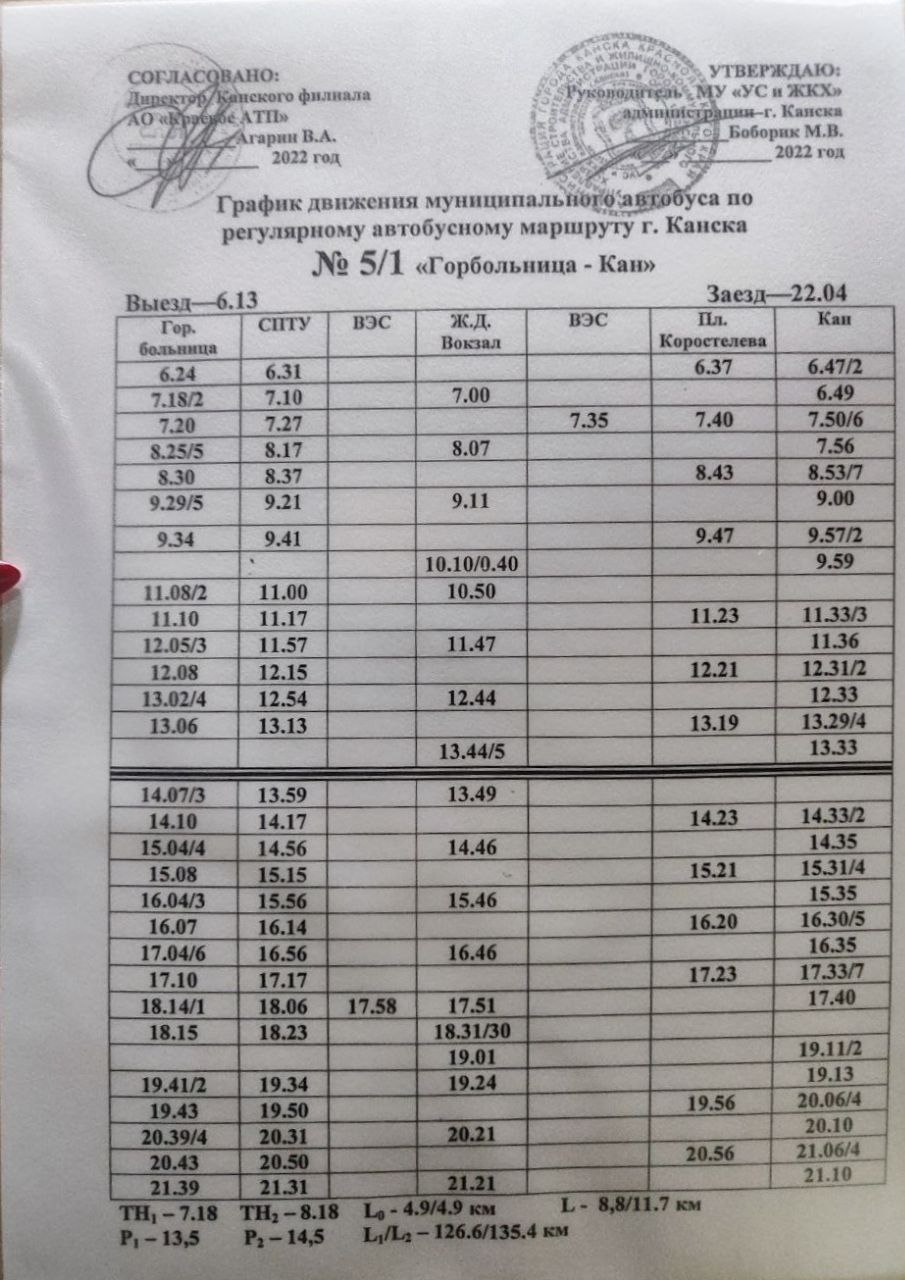 СОГЛАСОВАНО:
Директор Канского филиала
АО «Краевое АТП»
Агарин В.А.
«____»__________ 2022 год
УТВЕРЖДАЮ:
Руководитель МУ «УС и ЖКХ»
администрации г. Канска
Боборик М.В.
2022 год
График движения муниципального автобуса по
регулярному автобусному маршруту г. Канска
№ 5/1 «Горбольница - Кан»
Выезд—6.13 Заезд—22.04
Гор. больница СПТУ ВЭС Ж.Д. Вокзал ВЭС Пл. Коростелева Кан
6.24 6.31 6.37 6.47/2
7.18/2 7.10 7.00 6.49
7.20 7.27 7.35 7.40 7.50/6
8.25/5 8.17 8.07 7.56
8.30 8.37 8.43 8.53/7
9.29/5 9.21 9.11 9.00
9.34 9.41 9.47 9.57/2
10.10/0.40 9.59
11.08/2 11.00 10.50
11.10 11.17 11.23 11.33/3
12.05/3 11.57 11.47 11.36
12.08 12.15 12.21 12.31/2
13.02/4 12.54 12.44 12.33
13.06 13.13 13.19 13.29/4
13.44/5 13.33
14.07/3 13.59 13.49
14.10 14.17 14.23 14.33/2
15.04/4 14.56 14.46 14.35
15.08 15.15 15.21 15.31/4
16.04/3 15.56 15.46 15.35
16.07 16.14 16.20 16.30/5
17.04/6 16.56 16.46 16.35
17.10 17.17 17.23 17.33/7
18.14/1 18.06 17.58 17.51 17.40
18.15 18.23 18.31/30
19.01 19.11/2
19.41/2 19.34 19.24 19.13
19.43 19.50 19.56 20.06/4
20.39/4 20.31 20.21 20.10
20.43 20.50 20.56 21.06/4
21.39 21.31 21.21 21.10
ТН₁ – 7.18 ТН₂ – 8.18 L₀ - 4.9/4.9 км L - 8,8/11.7 км
Р₁ – 13,5 Р₂ – 14,5 L₁/L₂ – 126.6/135.4 км